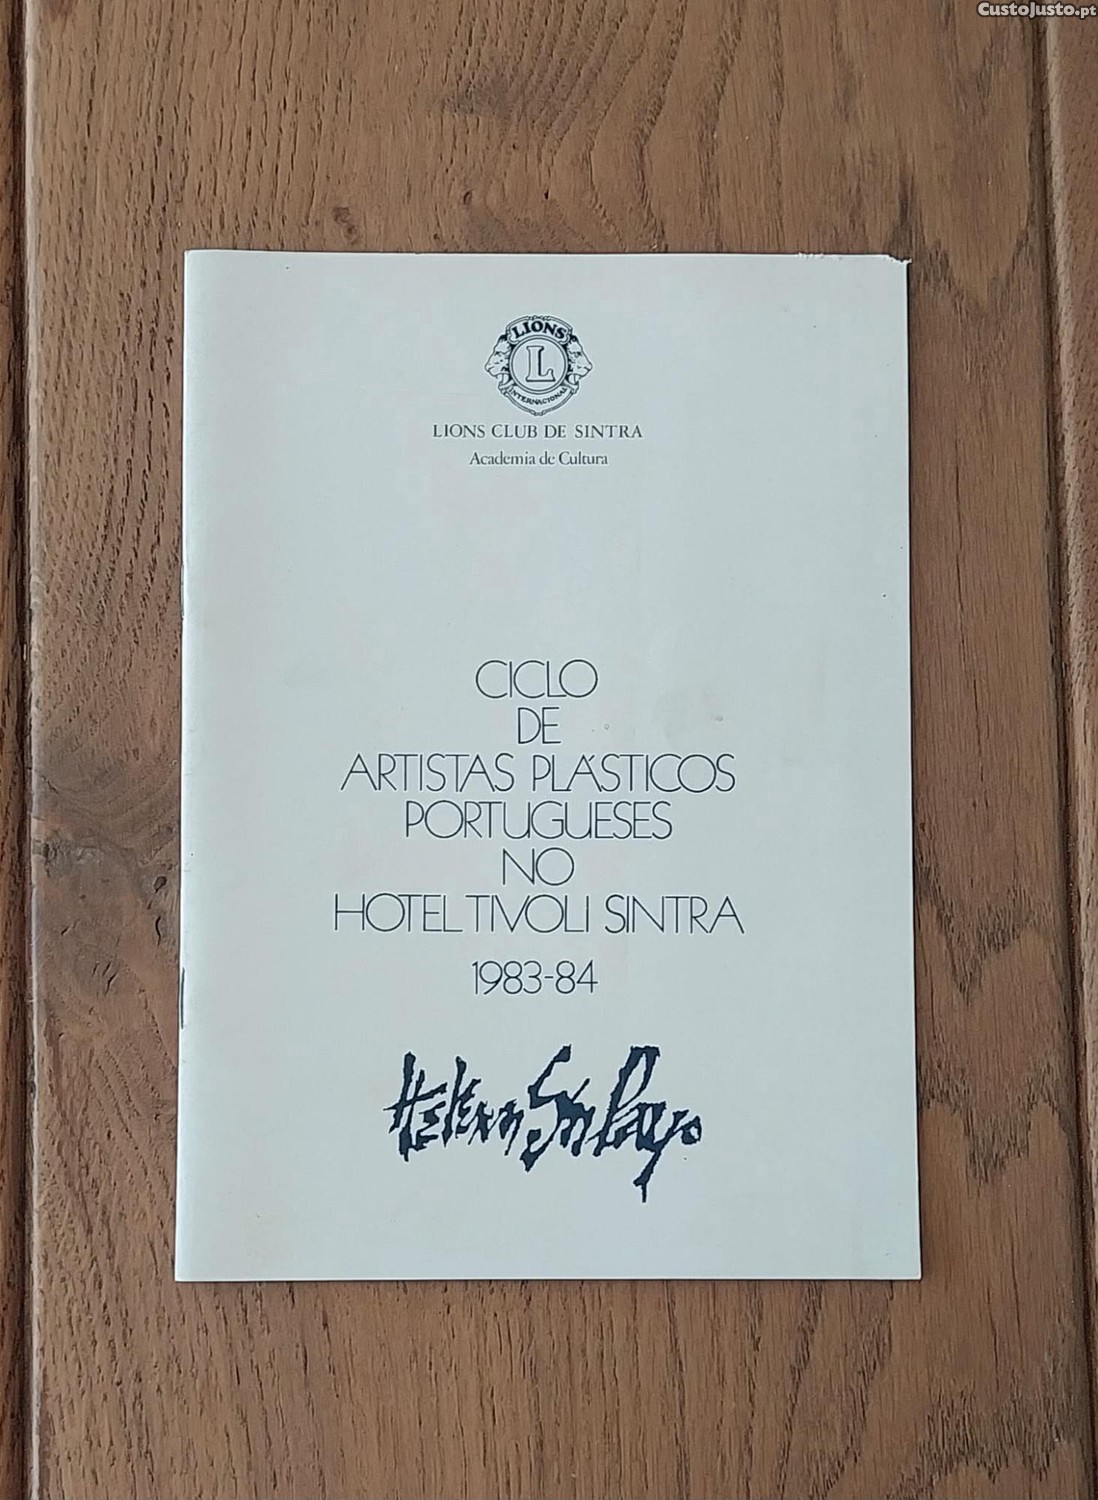 CustoJusto.pt
LIONS
L
INTERNACIONAL
LIONS CLUB DE SINTRA
Academia de Cultura
CICLO
DE
ARTISTAS PLÁSTICOS
PORTUGUESES
NO
HOTEL TIVOLI SINTRA
1983-84
Helena